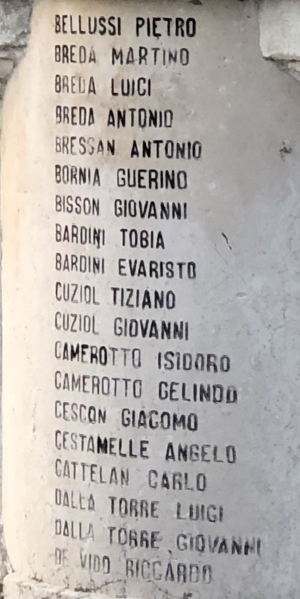 BELLUSSI PIETRO
BREDA MARTINO
BREDA LUICI
BREDA ANTONIO
BRESSAN ANTONIO
BORNIA GUERINO
BISSON GIOVANNI
BARDINI TOBIA
BARDINI EVARISTO
CUZIOL TIZIANO
CUZIOL GIOVANNI
CAMEROTTO ISIDORO
CAMEROTTO GELINDO
CESCON GIACOMO
CESTANELLE ANGELO
CATTELAN CARLO
DALLA TORRE LUIGI
DALLA TORRE GIOVANNI
DE VIDO RICCARDO